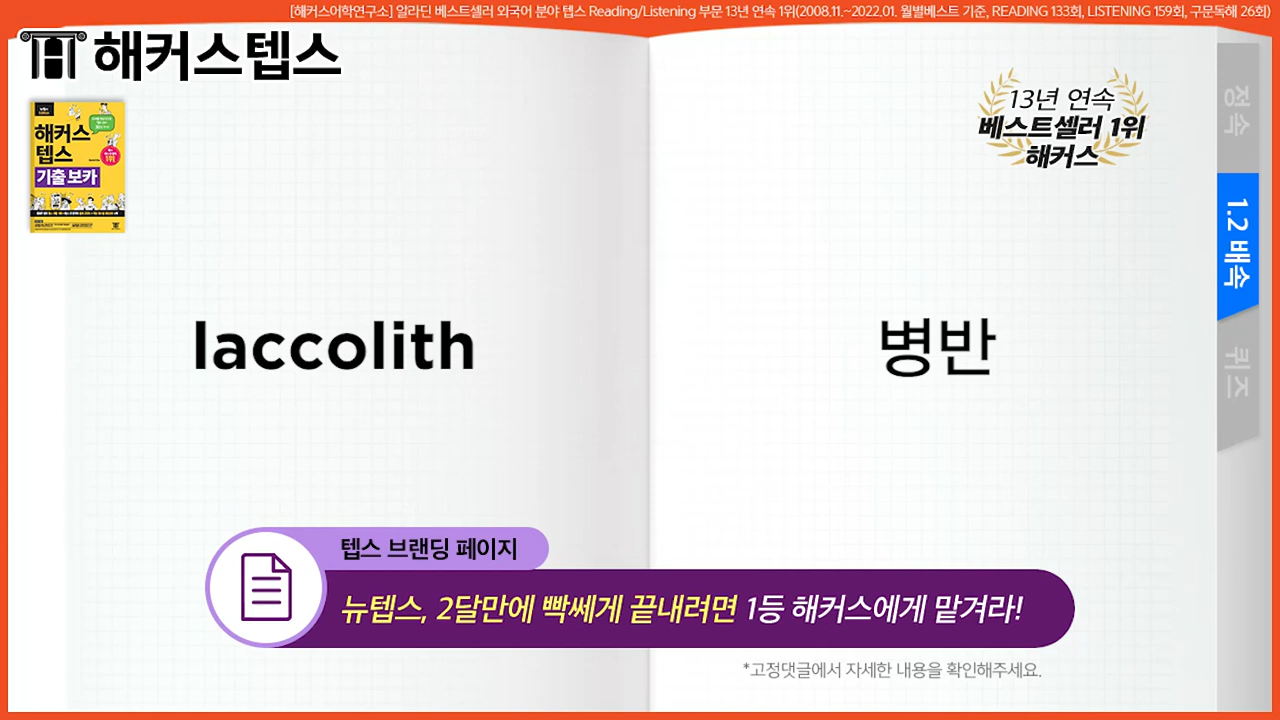 [해커스어학연구소] 알라딘 베스트셀러 외국어 분야 텝스 Reading/Listening 부문 13년 연속 1위(2008.11.~2022.01. 월별베스트 기준, READING 133회, LISTENING 159회, 구문독해 26회)
해커스텝스
해커스
텝스
기출 보카
13년 연속
베스트셀러 1위
해커스
정속
1.2 배속
퀴즈
laccolith
병반
텝스 브랜딩 페이지
뉴텝스, 2달만에 빡쎄게 끝내려면 1등 해커스에게 맡겨라!
*고정댓글에서 자세한 내용을 확인해주세요.